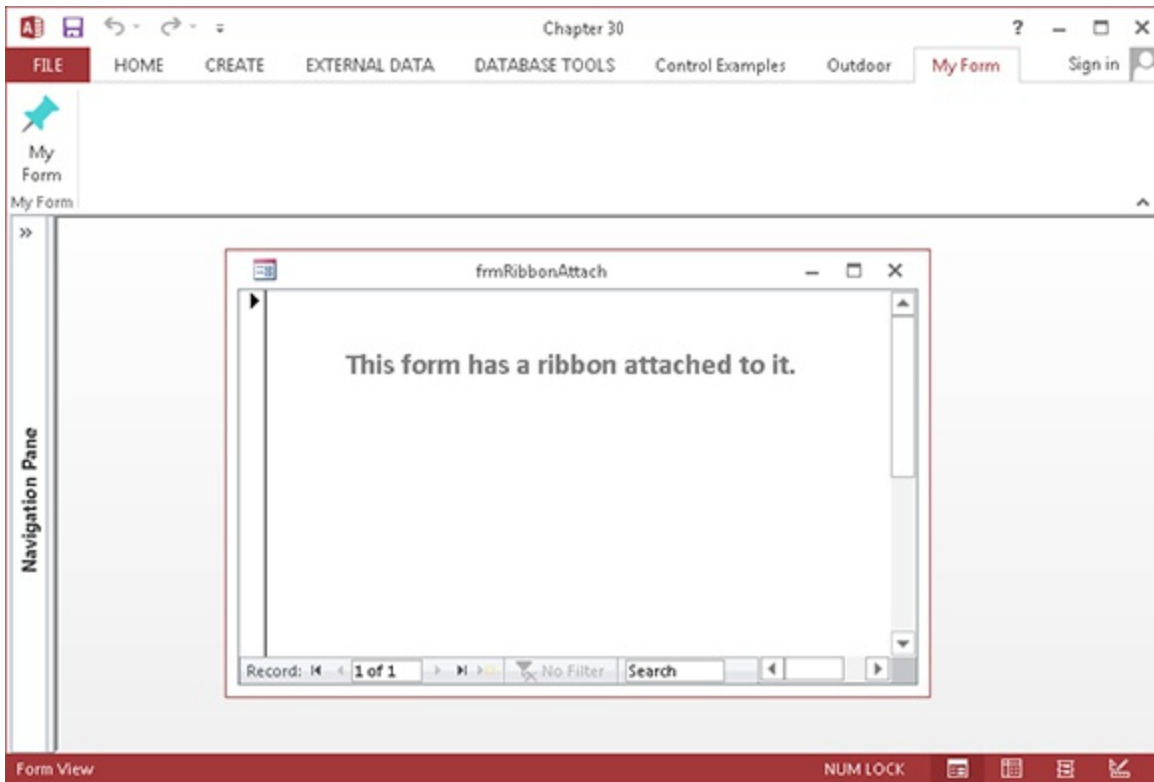 Chapter 30
?
FILE HOME CREATE EXTERNAL DATA DATABASE TOOLS Control Examples Outdoor My Form Sign in
My
Form
My Form
»
frmRibbonAttach
This form has a ribbon attached to it.
Navigation Pane
Record: 1 of 1 No Filter Search
Form View NUM LOCK